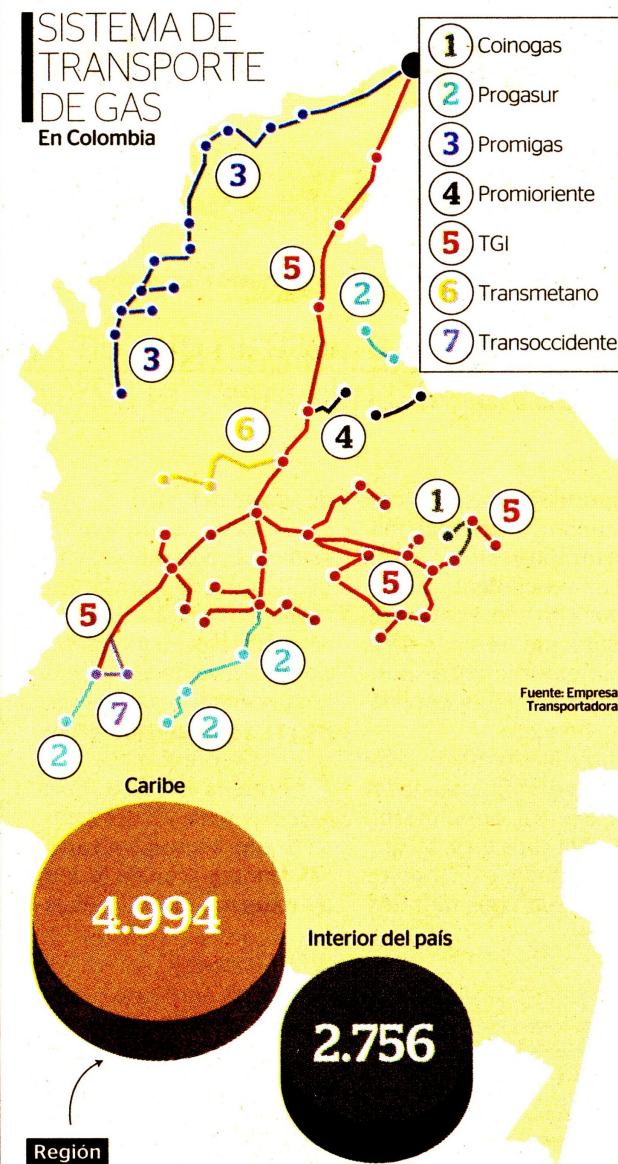 SISTEMA DE
TRANSPORTE
DE GAS
En Colombia
1 Coinogas
2 Progasur
3 Promigas
4 Promioriente
5 TGI
6 Transmetano
7 Transoccidente
3
5
2
3
6
4
1
5
5
5
2
7
2
2
Fuente: Empresa
Transportadora
Caribe
4.994
Interior del país
2.756
Región